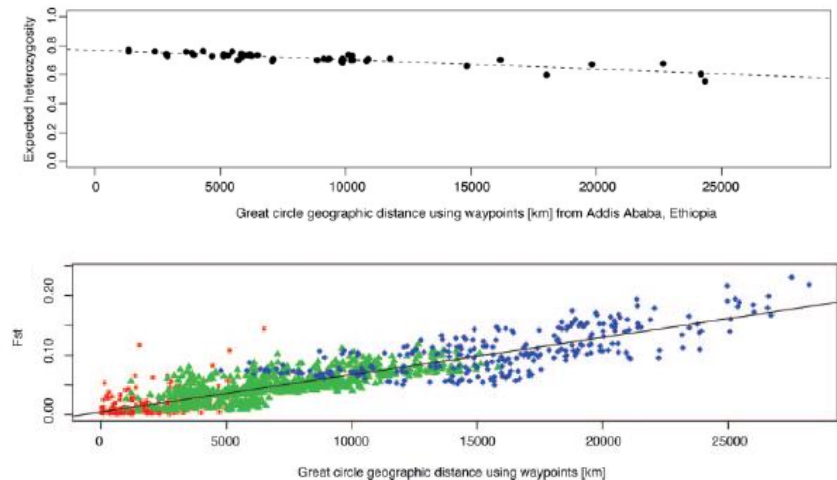 Expected heterozygosity
0.0 0.2 0.4 0.6 0.8 1.0
0 5000 10000 15000 20000 25000
Great circle geographic distance using waypoints [km] from Addis Ababa, Ethiopia
Fst
0.00 0.10 0.20
0 5000 10000 15000 20000 25000
Great circle geographic distance using waypoints [km]